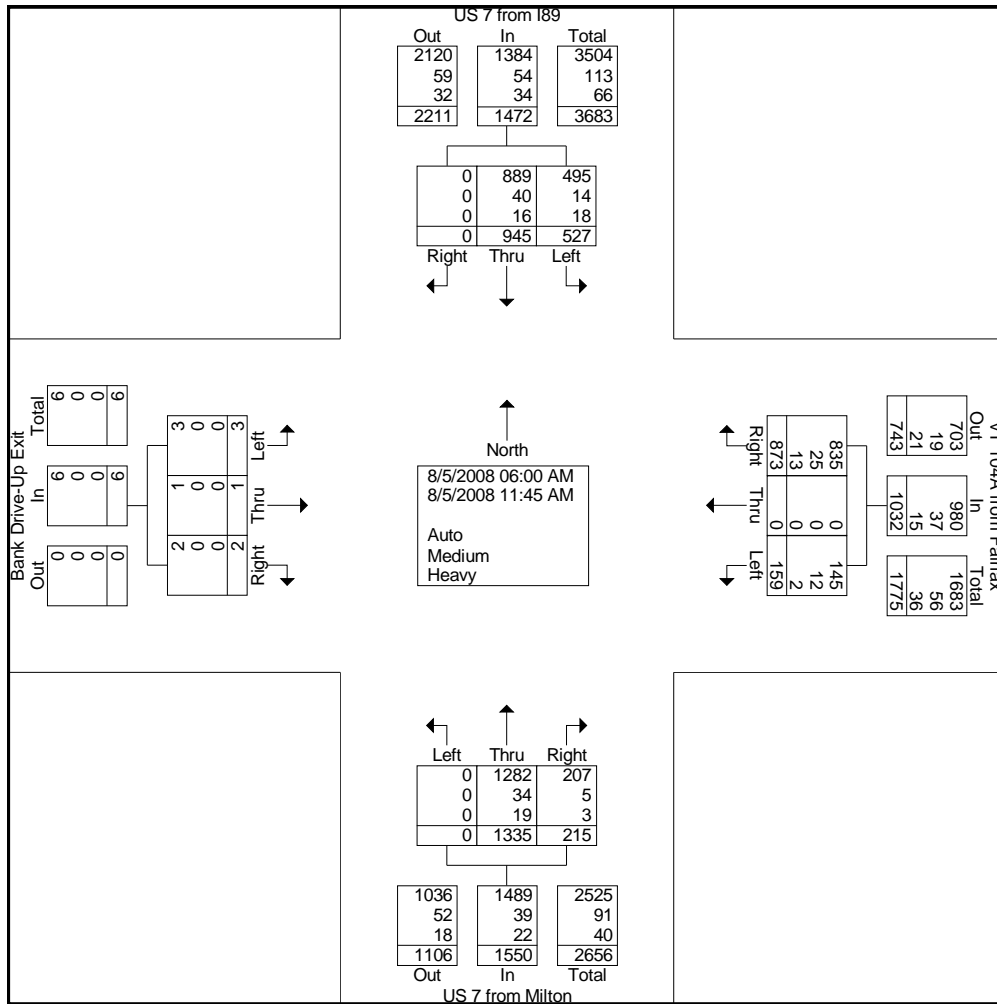 US 7 from I89
Out In Total
2120 1384 3504
59 54 113
32 34 66
2211 1472 3683
0 889 495
0 40 14
0 16 18
0 945 527
Right Thru Left
Bank Drive-Up Exit
Total In Out
6 6 0
0 0 0
0 0 0
6 6 0
3 1 2
0 0 0
0 0 0
3 1 2
Left Thru Right
North
8/5/2008 06:00 AM
8/5/2008 11:45 AM
Auto
Medium
Heavy
Right Thru Left
835 0 145
25 0 12
13 0 2
873 0 159
VT 104A from Fairfax
Out In Total
703 980 1683
19 37 56
21 15 36
743 1032 1775
Left Thru Right
0 1282 207
0 34 5
0 19 3
0 1335 215
1036 1489 2525
52 39 91
18 22 40
1106 1550 2656
Out In Total
US 7 from Milton